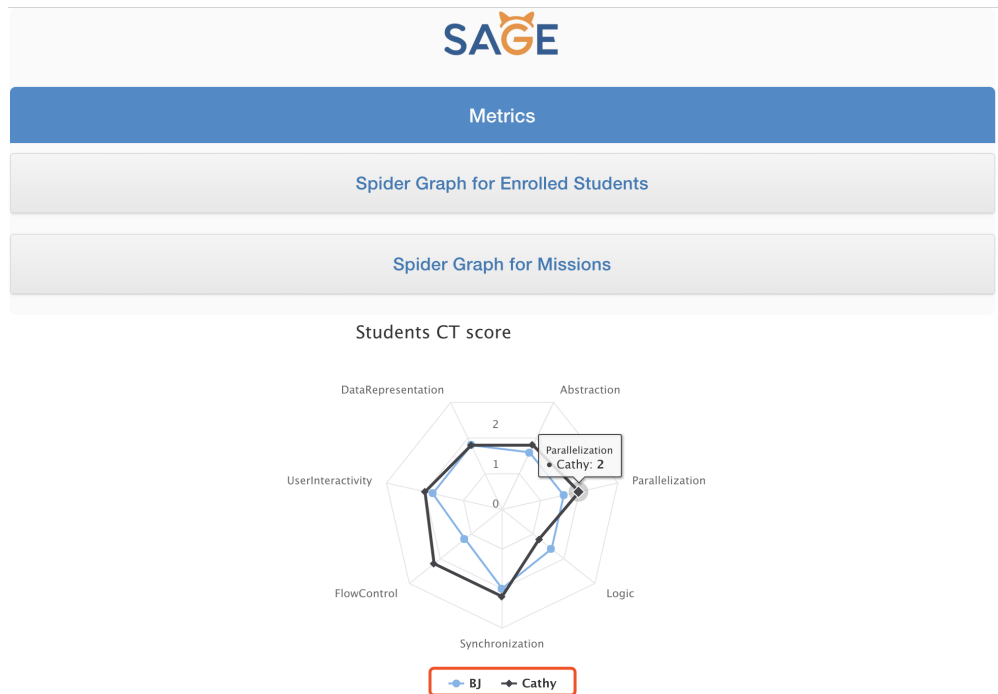 SAGE
Metrics
Spider Graph for Enrolled Students
Spider Graph for Missions
Students CT score
DataRepresentation
Abstraction
2
Parallelization
Cathy: 2
1
UserInteractivity
Parallelization
0
FlowControl
Logic
Synchronization
BJ Cathy